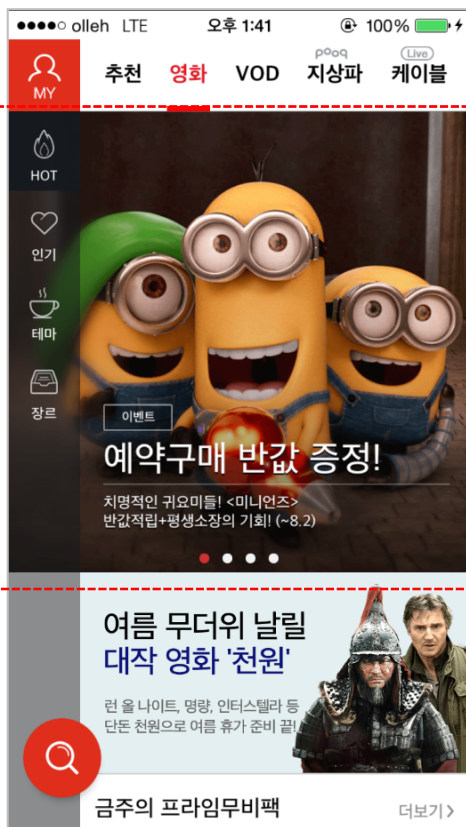 olleh LTE 오후 1:41 100%
MY
추천 영화 VOD 지상파 케이블
pooq Live
HOT
인기
테마
장르
이벤트
예약구매 반값 증정!
치명적인 귀요미들! <미니언즈>
반값적립+평생소장의 기회! (~8.2)
여름 무더위 날릴
대작 영화 '천원'
런 올 나이트, 명량, 인터스텔라 등
단돈 천원으로 여름 휴가 준비 끝!
금주의 프라임무비팩
더보기 >